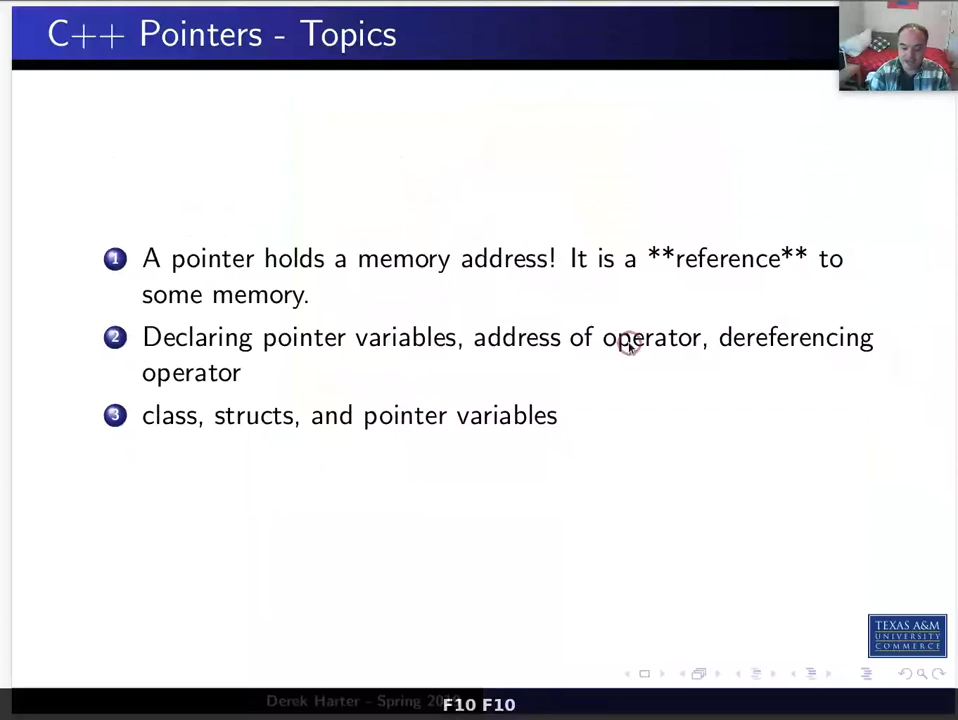 C++ Pointers - Topics
1 A pointer holds a memory address! It is a **reference** to
some memory.
2 Declaring pointer variables, address of operator, dereferencing
operator
3 class, structs, and pointer variables
TEXAS A&M
UNIVERSITY
COMMERCE
Derek Harter - Spring
F10 F10